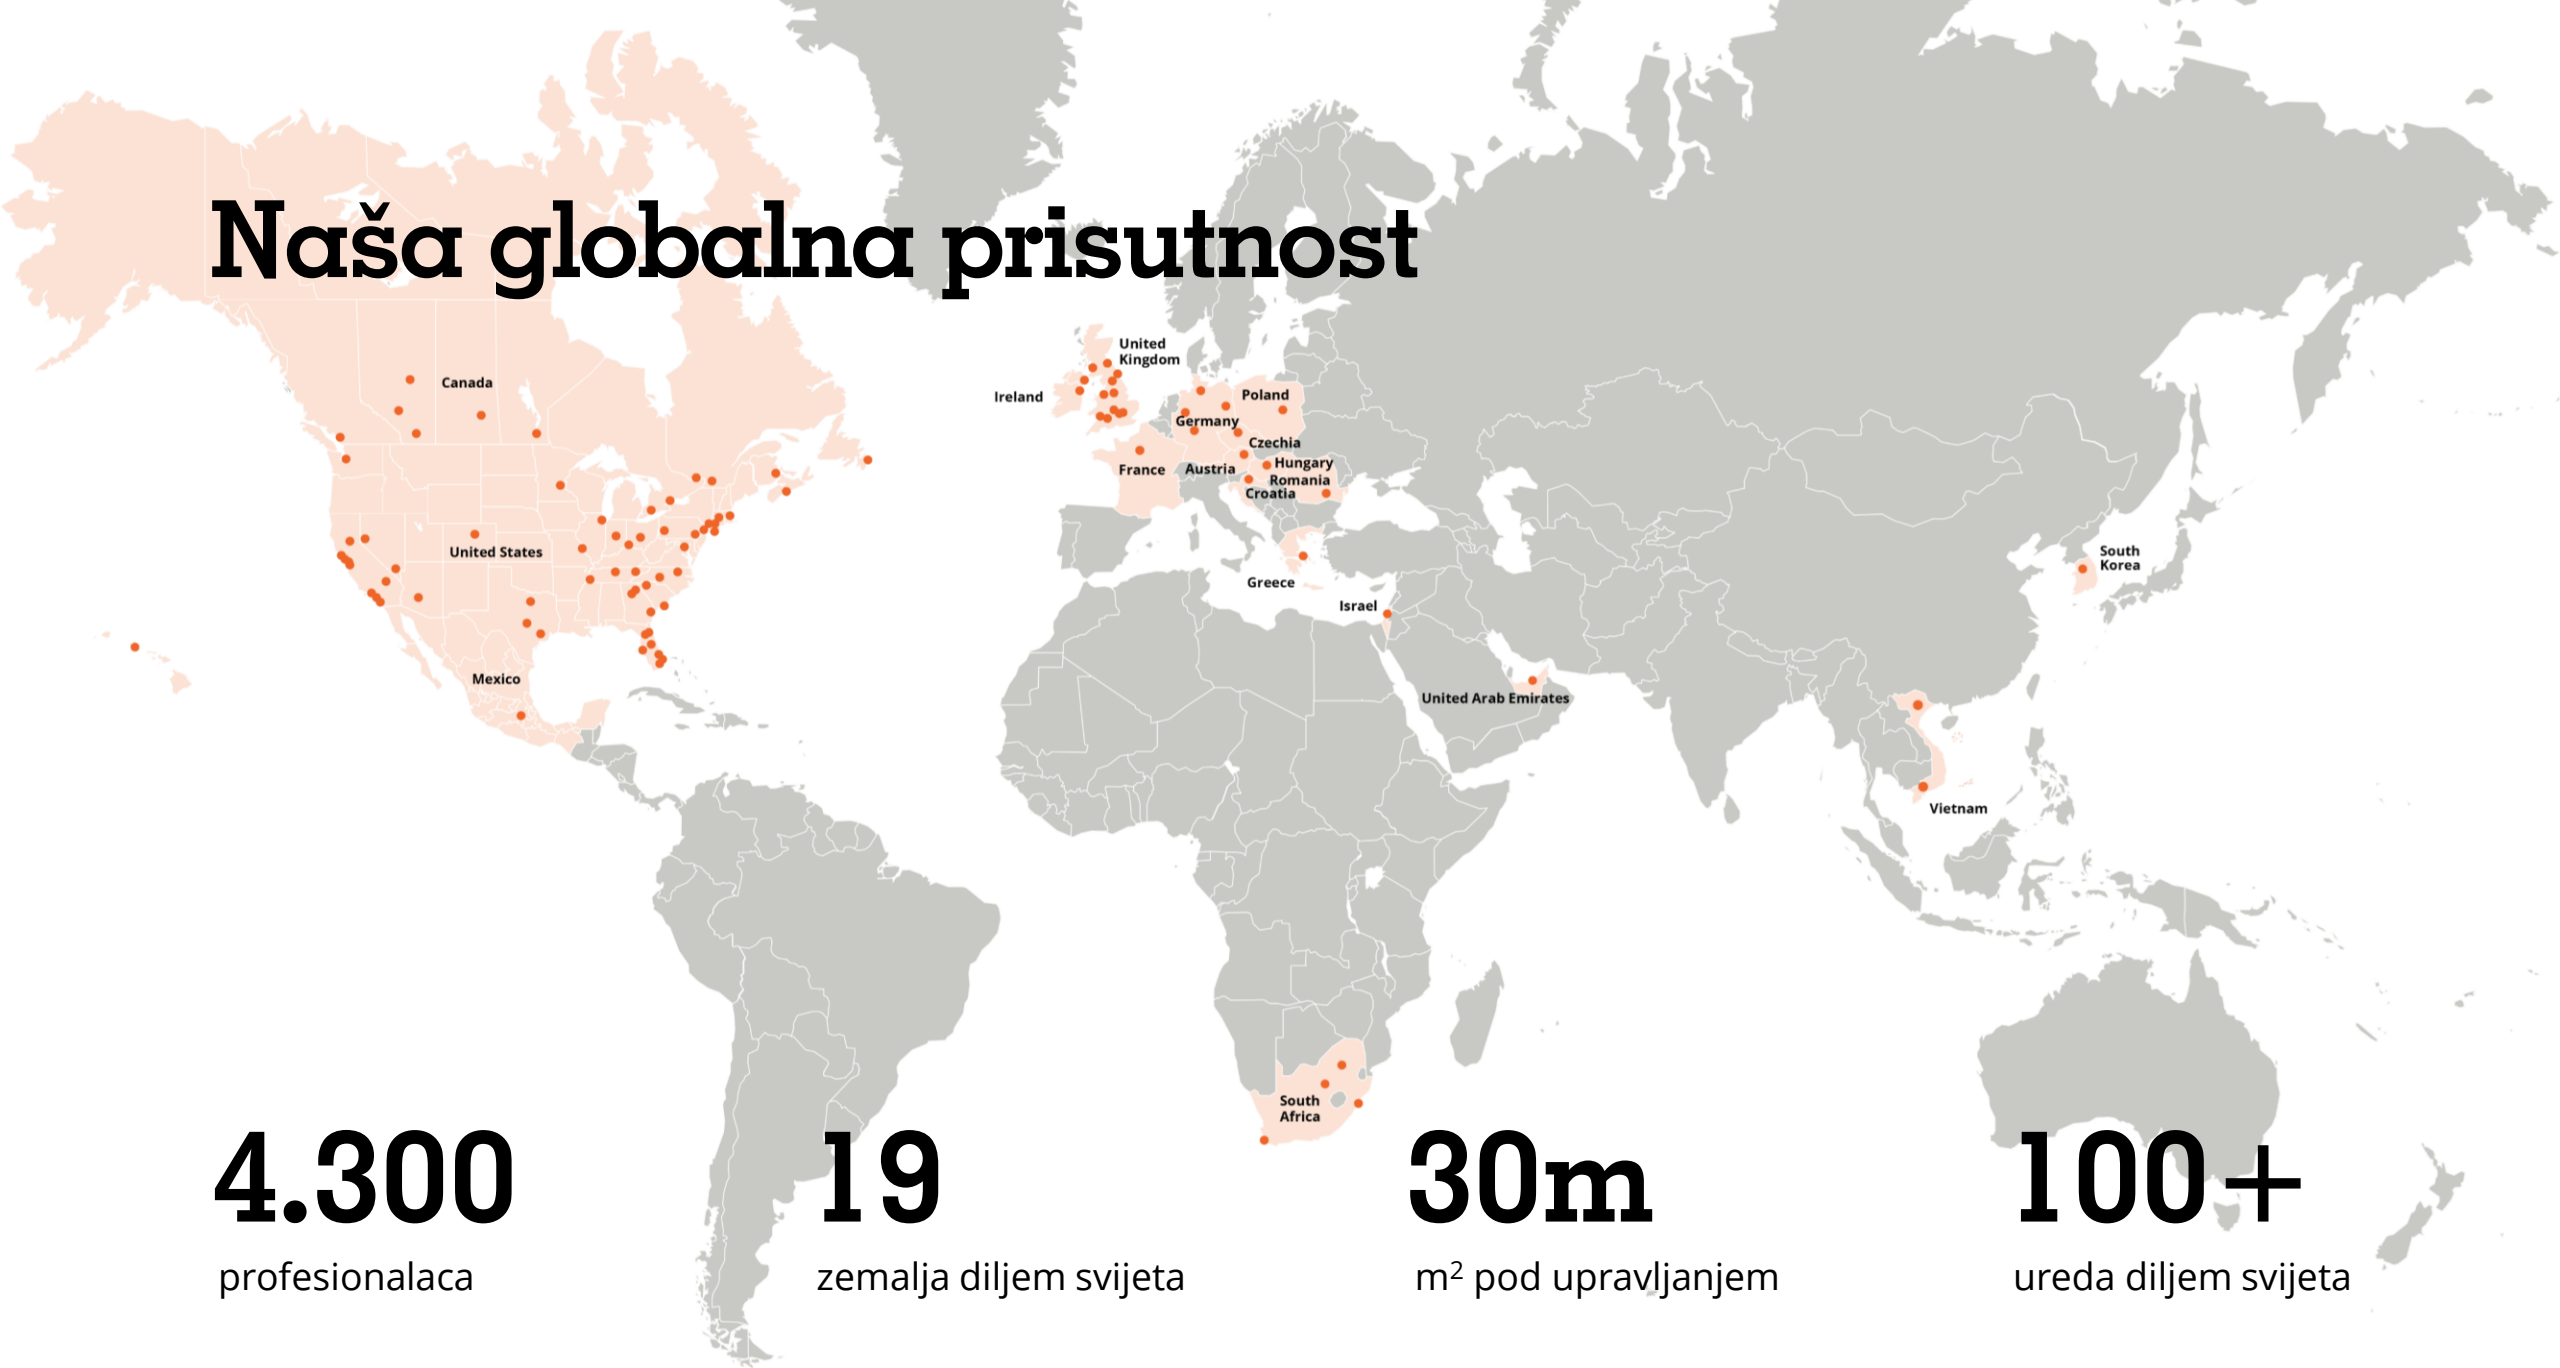 Naša globalna prisutnost
United
Kingdom
Canada
Ireland
Poland
Germany
Czechia
France
Austria
Hungary
Romania
Croatia
United States
South
Korea
Greece
Israel
Mexico
United Arab Emirates
Vietnam
South
Africa
4.300
profesionalaca
19
zemalja diljem svijeta
30m
m² pod upravljanjem
100+
ureda diljem svijeta